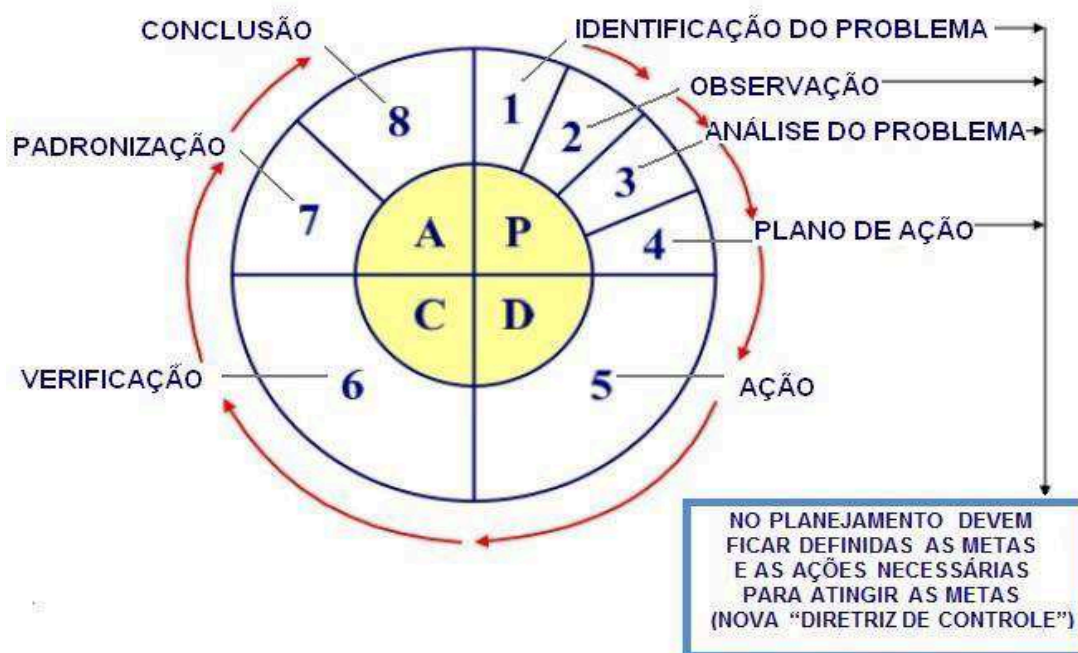 CONCLUSÃO
IDENTIFICAÇÃO DO PROBLEMA
OBSERVAÇÃO
ANÁLISE DO PROBLEMA
PLANO DE AÇÃO
AÇÃO
VERIFICAÇÃO
PADRONIZAÇÃO
1
2
3
4
5
6
7
8
A P
C D
NO PLANEJAMENTO DEVEM
FICAR DEFINIDAS AS METAS
E AS AÇÕES NECESSÁRIAS
PARA ATINGIR AS METAS
(NOVA “DIRETRIZ DE CONTROLE”)